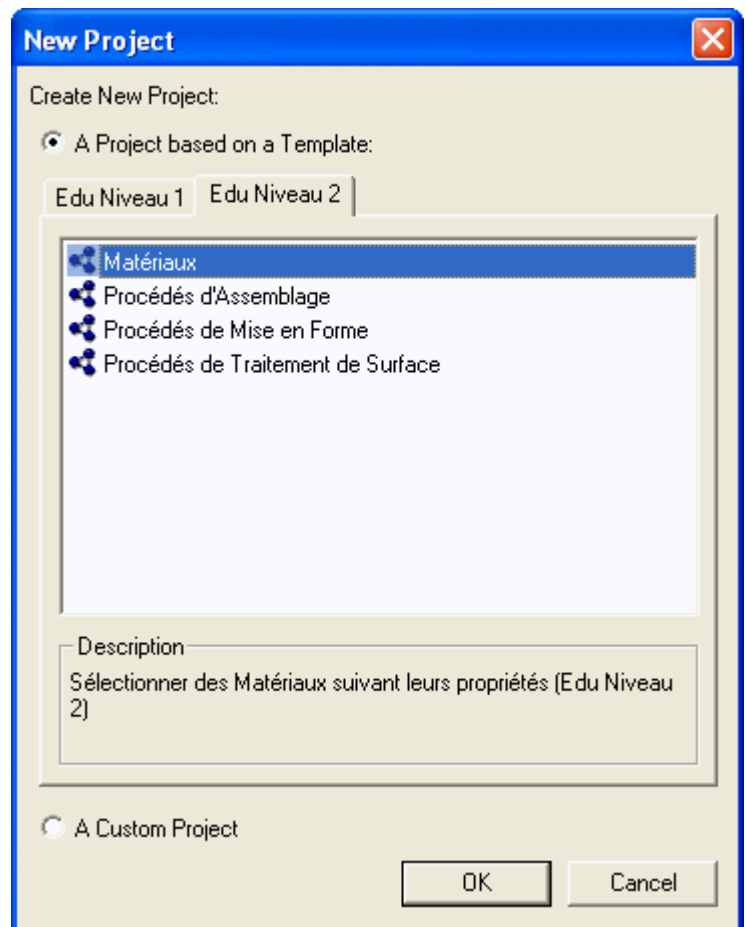 New Project
Create New Project:
A Project based on a Template:
Edu Niveau 1
Edu Niveau 2
Matériaux
Procédés d'Assemblage
Procédés de Mise en Forme
Procédés de Traitement de Surface
Description
Sélectionner des Matériaux suivant leurs propriétés (Edu Niveau
2)
A Custom Project
OK
Cancel